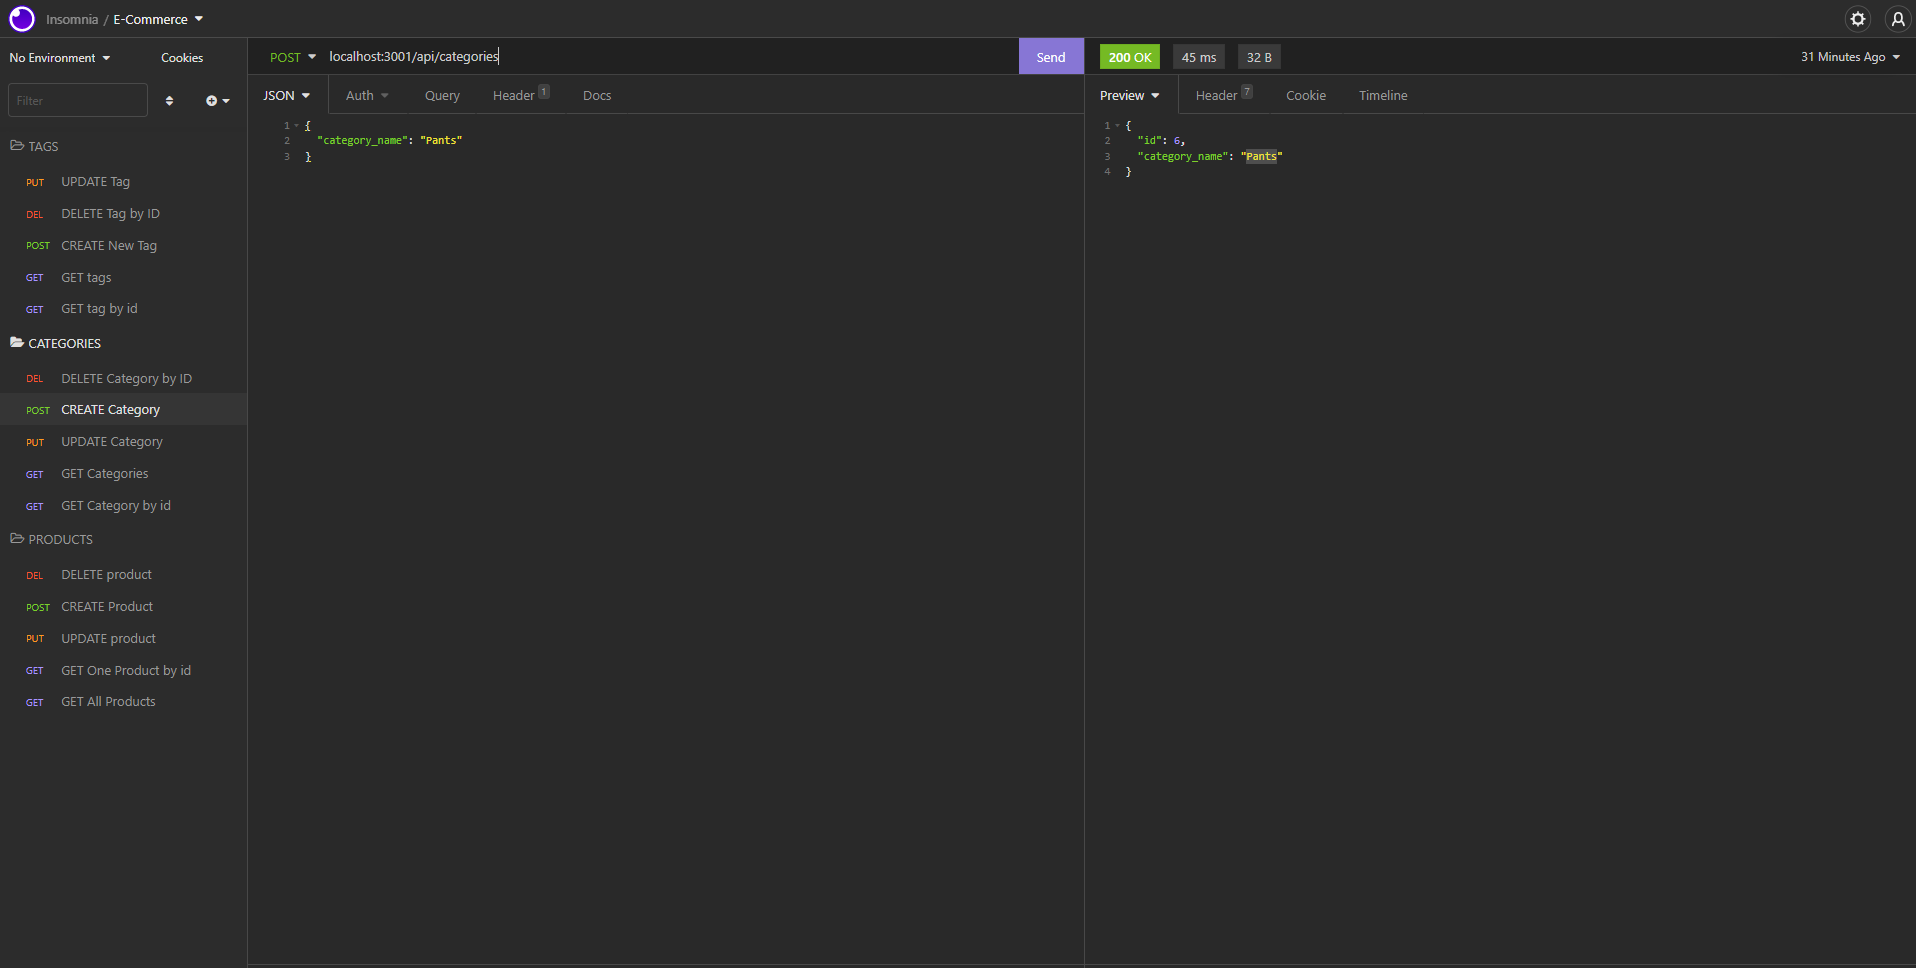 Insomnia / E-Commerce
No Environment Cookies
Filter
TAGS
PUT UPDATE Tag
DEL DELETE Tag by ID
POST CREATE New Tag
GET GET tags
GET GET tag by id
CATEGORIES
DEL DELETE Category by ID
POST CREATE Category
PUT UPDATE Category
GET GET Categories
GET GET Category by id
PRODUCTS
DEL DELETE product
POST CREATE Product
PUT UPDATE product
GET GET One Product by id
GET GET All Products
POST localhost:3001/api/categories Send
JSON Auth Query Header 1 Docs
1 {
2 "category_name": "Pants"
3 }
200 OK 45 ms 32 B 31 Minutes Ago
Preview Header 7 Cookie Timeline
1 {
2 "id": 6,
3 "category_name": "Pants"
4 }